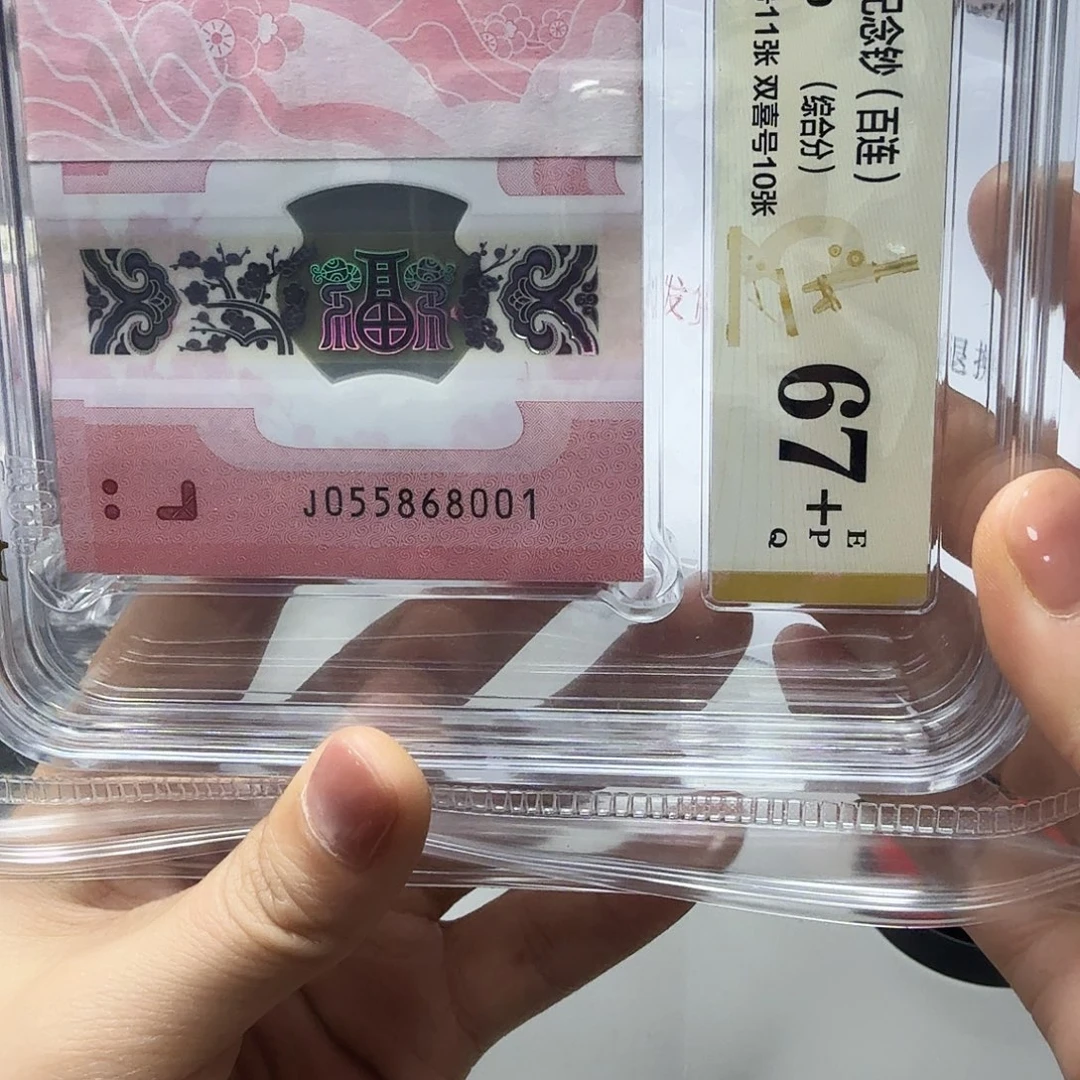 J055868001
纪念钞（百连）
（综合分）
11张 双喜号10张
67+
E
P
Q